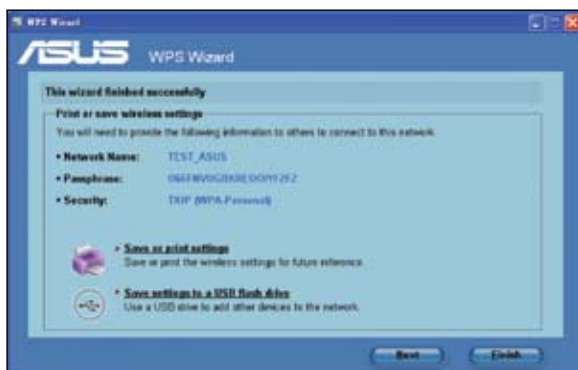 WPS Wizard
ASUS WPS Wizard
This wizard finished successfully
Print or save wireless settings
You will need to provide the following information to others to connect to this network.
• Network Name: TEST_ASUS
• Passphrase:
• Security: TKIP (WPA-Personal)
• Save or print settings
Save or print the wireless settings for future reference.
• Save settings to a USB flash drive
Use a USB drive to add other devices to the network.
Next Finish